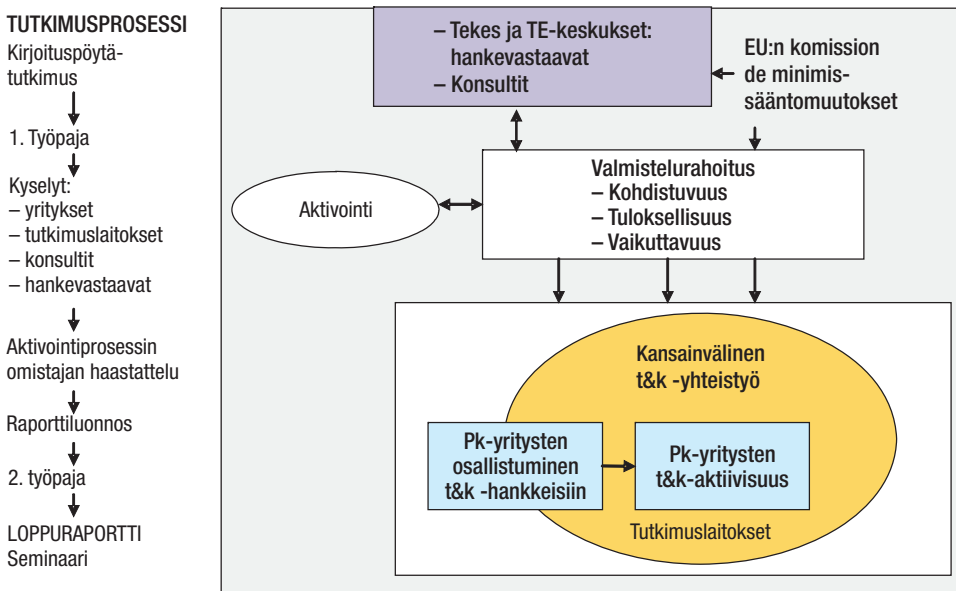 TUTKIMUSPROSESSI
Kirjoituspöytä-
tutkimus
1. Työpaja
Kyselyt:
– yritykset
– tutkimuslaitokset
– konsultit
– hankevastaavat
Aktivointiprosessin
omistajan haastattelu
Raporttiluonnos
2. työpaja
LOPPURAPORTTI
Seminaari
– Tekes ja TE-keskukset:
hankevastaavat
– Konsultit
EU:n komission
de minimis-
sääntomuutokset
Aktivointi
Valmistelurahoitus
– Kohdistuvuus
– Tuloksellisuus
– Vaikuttavuus
Kansainvälinen
t&k -yhteistyö
Pk-yritysten
osallistuminen
t&k -hankkeisiin
Pk-yritysten
t&k-aktiivisuus
Tutkimuslaitokset